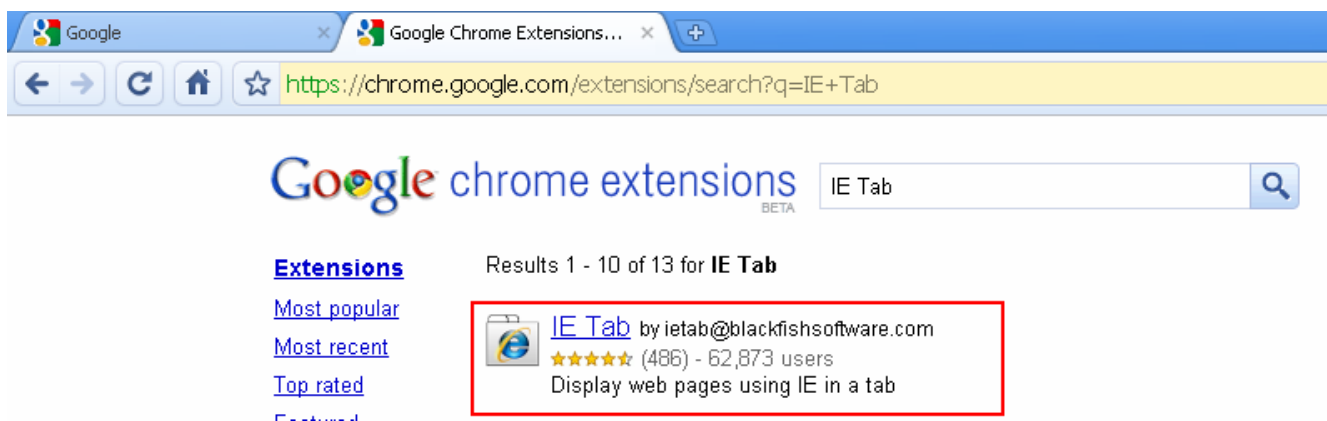 Google
Google Chrome Extensions...
https://chrome.google.com/extensions/search?q=IE+Tab
Google chrome extensions
BETA
IE Tab
Extensions
Results 1 - 10 of 13 for IE Tab
Most popular
Most recent
Top rated
Featured
IE Tab by ietab@blackfishsoftware.com
(486) - 62,873 users
Display web pages using IE in a tab